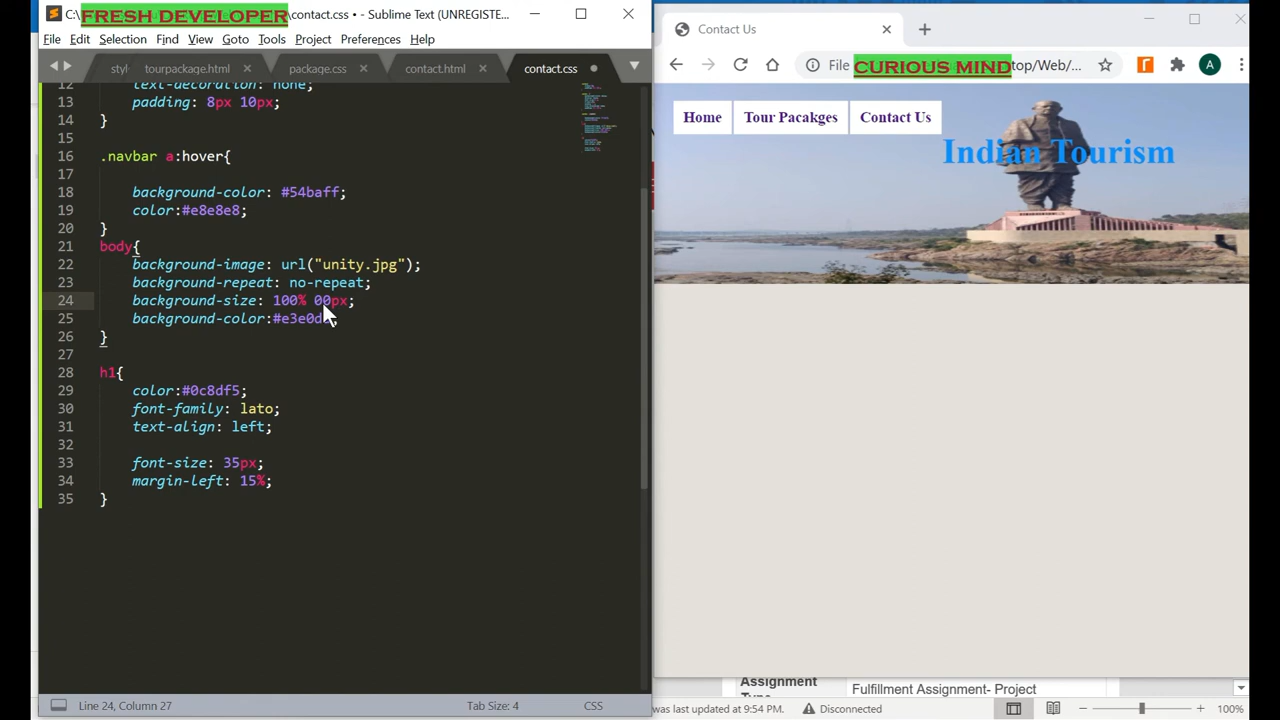 FRESH DEVELOPER
C:\ \contact.css • - Sublime Text (UNREGISTE...
File Edit Selection Find View Goto Tools Project Preferences Help
styl tourpackage.html package.css contact.html contact.css
12 text-decoration: none;
13 padding: 8px 10px;
14 }
15
16 .navbar a:hover{
17
18 background-color: #54baff;
19 color:#e8e8e8;
20 }
21 body{
22 background-image: url("unity.jpg");
23 background-repeat: no-repeat;
24 background-size: 100% 00px;
25 background-color:#e3e0d
26 }
27
28 h1{
29 color:#0c8df5;
30 font-family: lato;
31 text-align: left;
32
33 font-size: 35px;
34 margin-left: 15%;
35 }
Line 24, Column 27 Tab Size: 4 CSS
Contact Us
File CURIOUS MIND top/Web/... A
Home Tour Pacakges Contact Us
Indian Tourism
Assignment
Fulfillment Assignment- Project
was last updated at 9:54 PM. Disconnected 100%